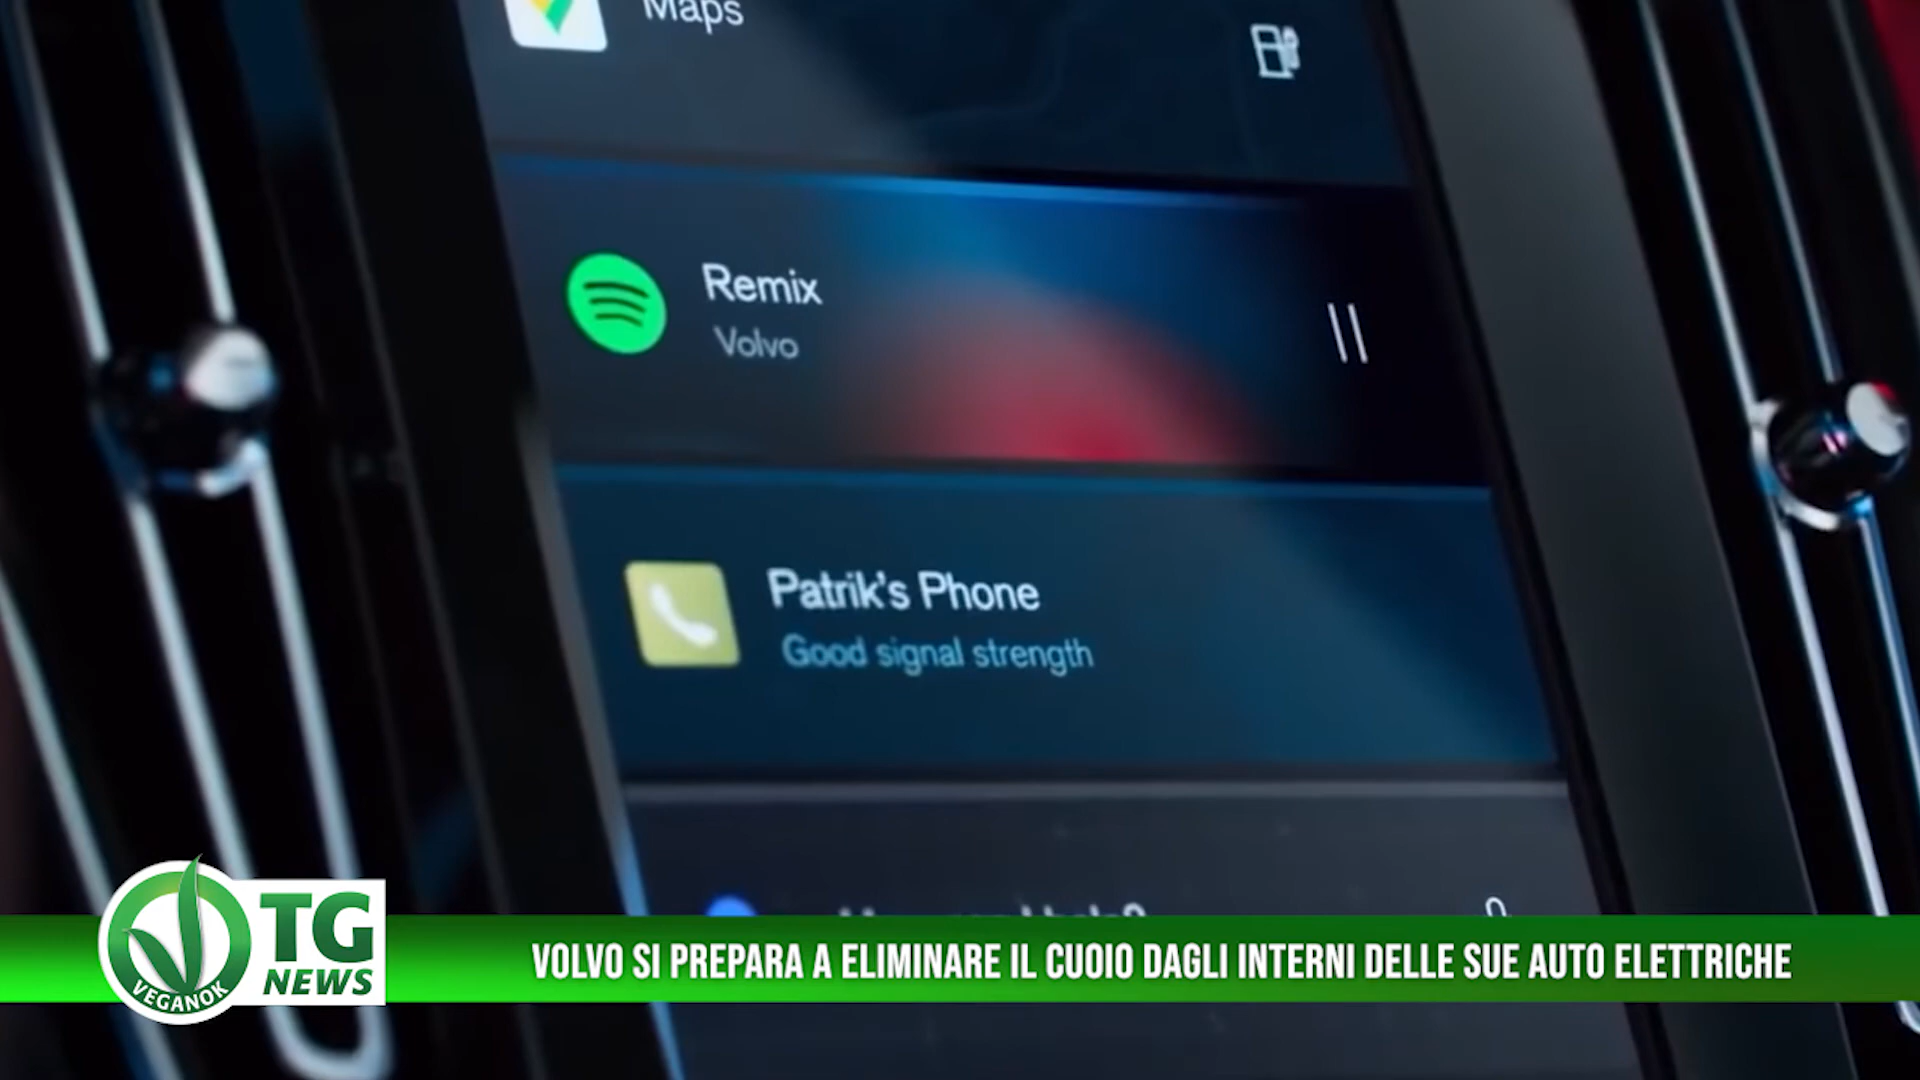 Maps
Remix
Volvo
Patrik's Phone
Good signal strength
TG
NEWS
VEGANOK
VOLVO SI PREPARA A ELIMINARE IL CUOIO DAGLI INTERNI DELLE SUE AUTO ELETTRICHE